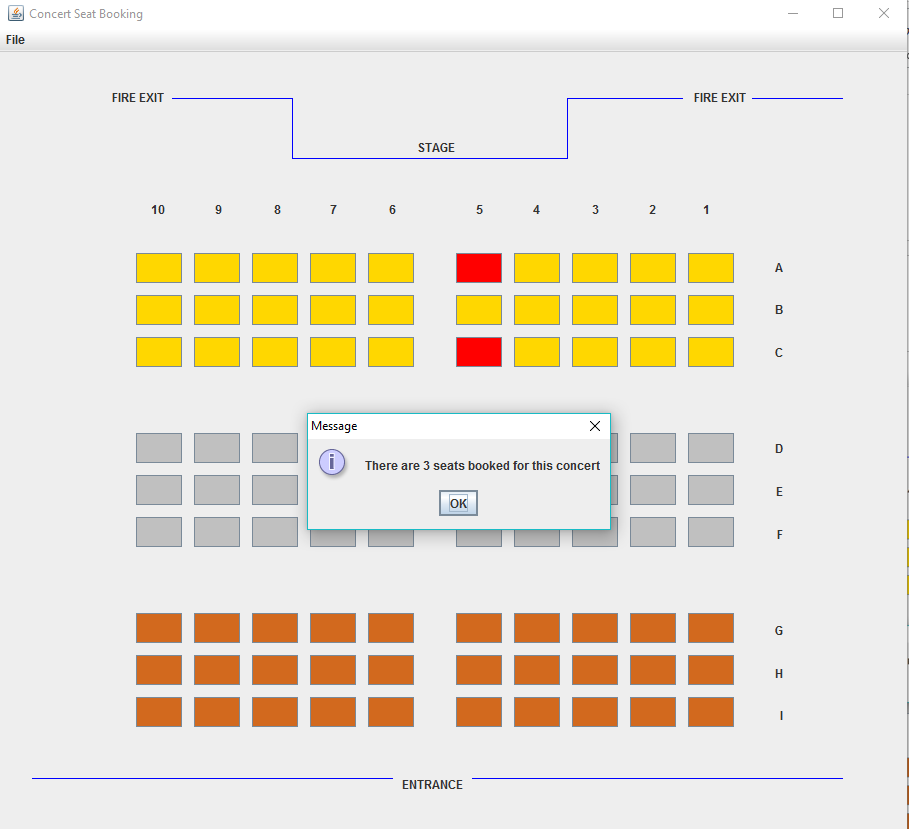 Concert Seat Booking
File
FIRE EXIT FIRE EXIT
STAGE
10 9 8 7 6 5 4 3 2 1
A
B
C
Message
D
There are 3 seats booked for this concert
E
OK
F
G
H
I
ENTRANCE